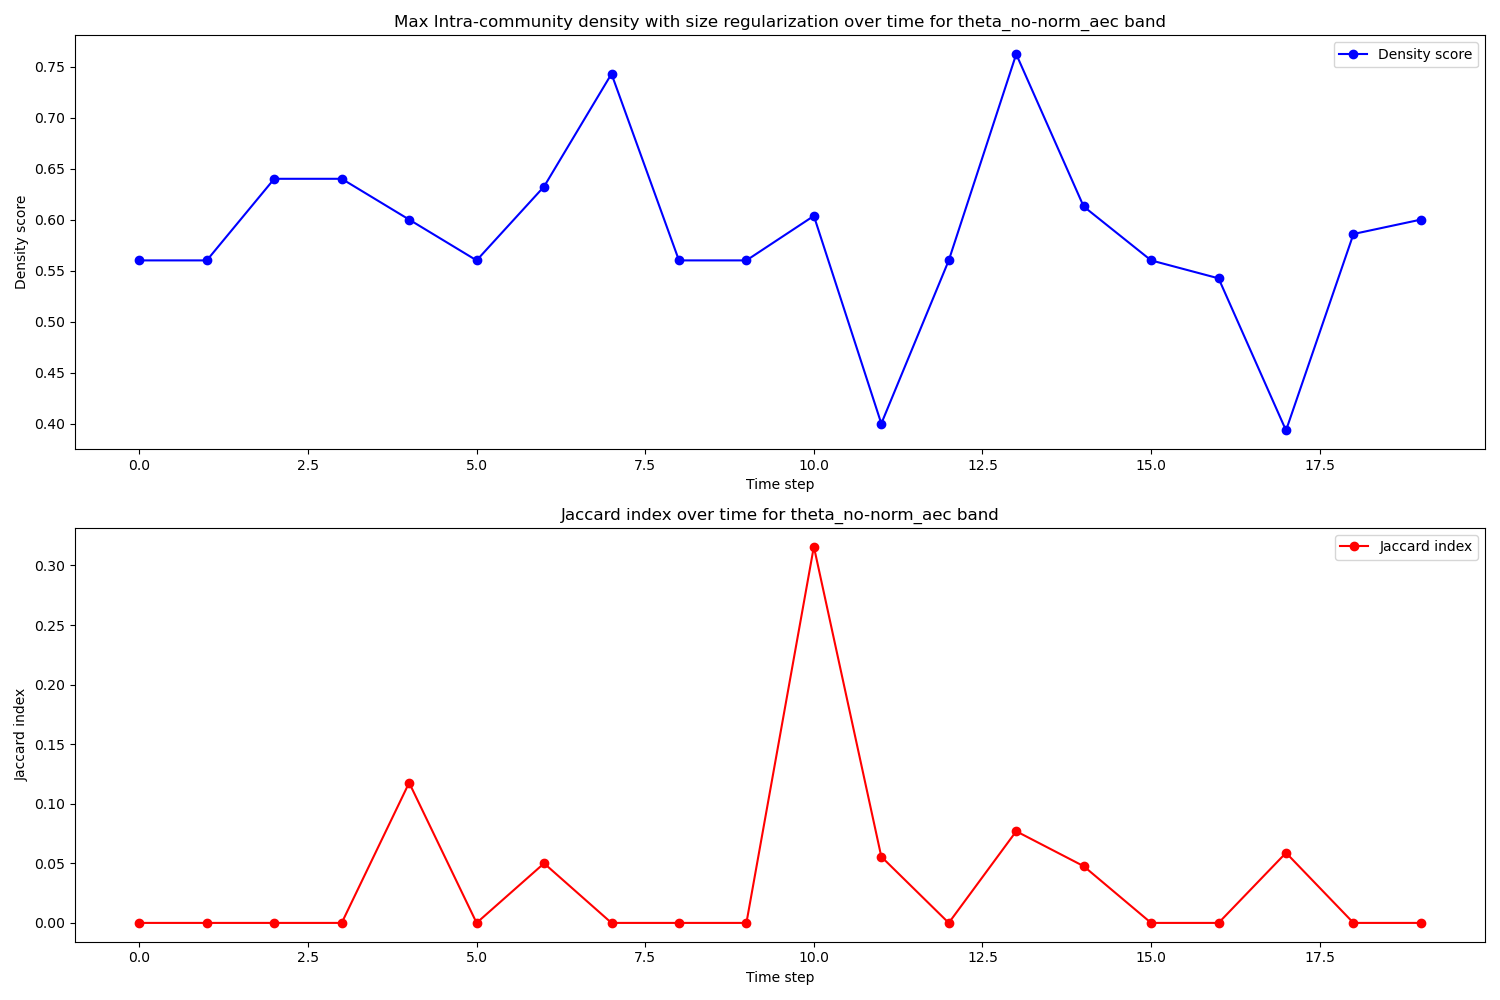 Max Intra-community density with size regularization over time for theta_no-norm_aec band
Density score
0.75
0.70
0.65
0.60
0.55
0.50
0.45
0.40
Density score
0.0 2.5 5.0 7.5 10.0 12.5 15.0 17.5
Time step
Jaccard index over time for theta_no-norm_aec band
Jaccard index
0.30
0.25
0.20
0.15
0.10
0.05
0.00
Jaccard index
0.0 2.5 5.0 7.5 10.0 12.5 15.0 17.5
Time step